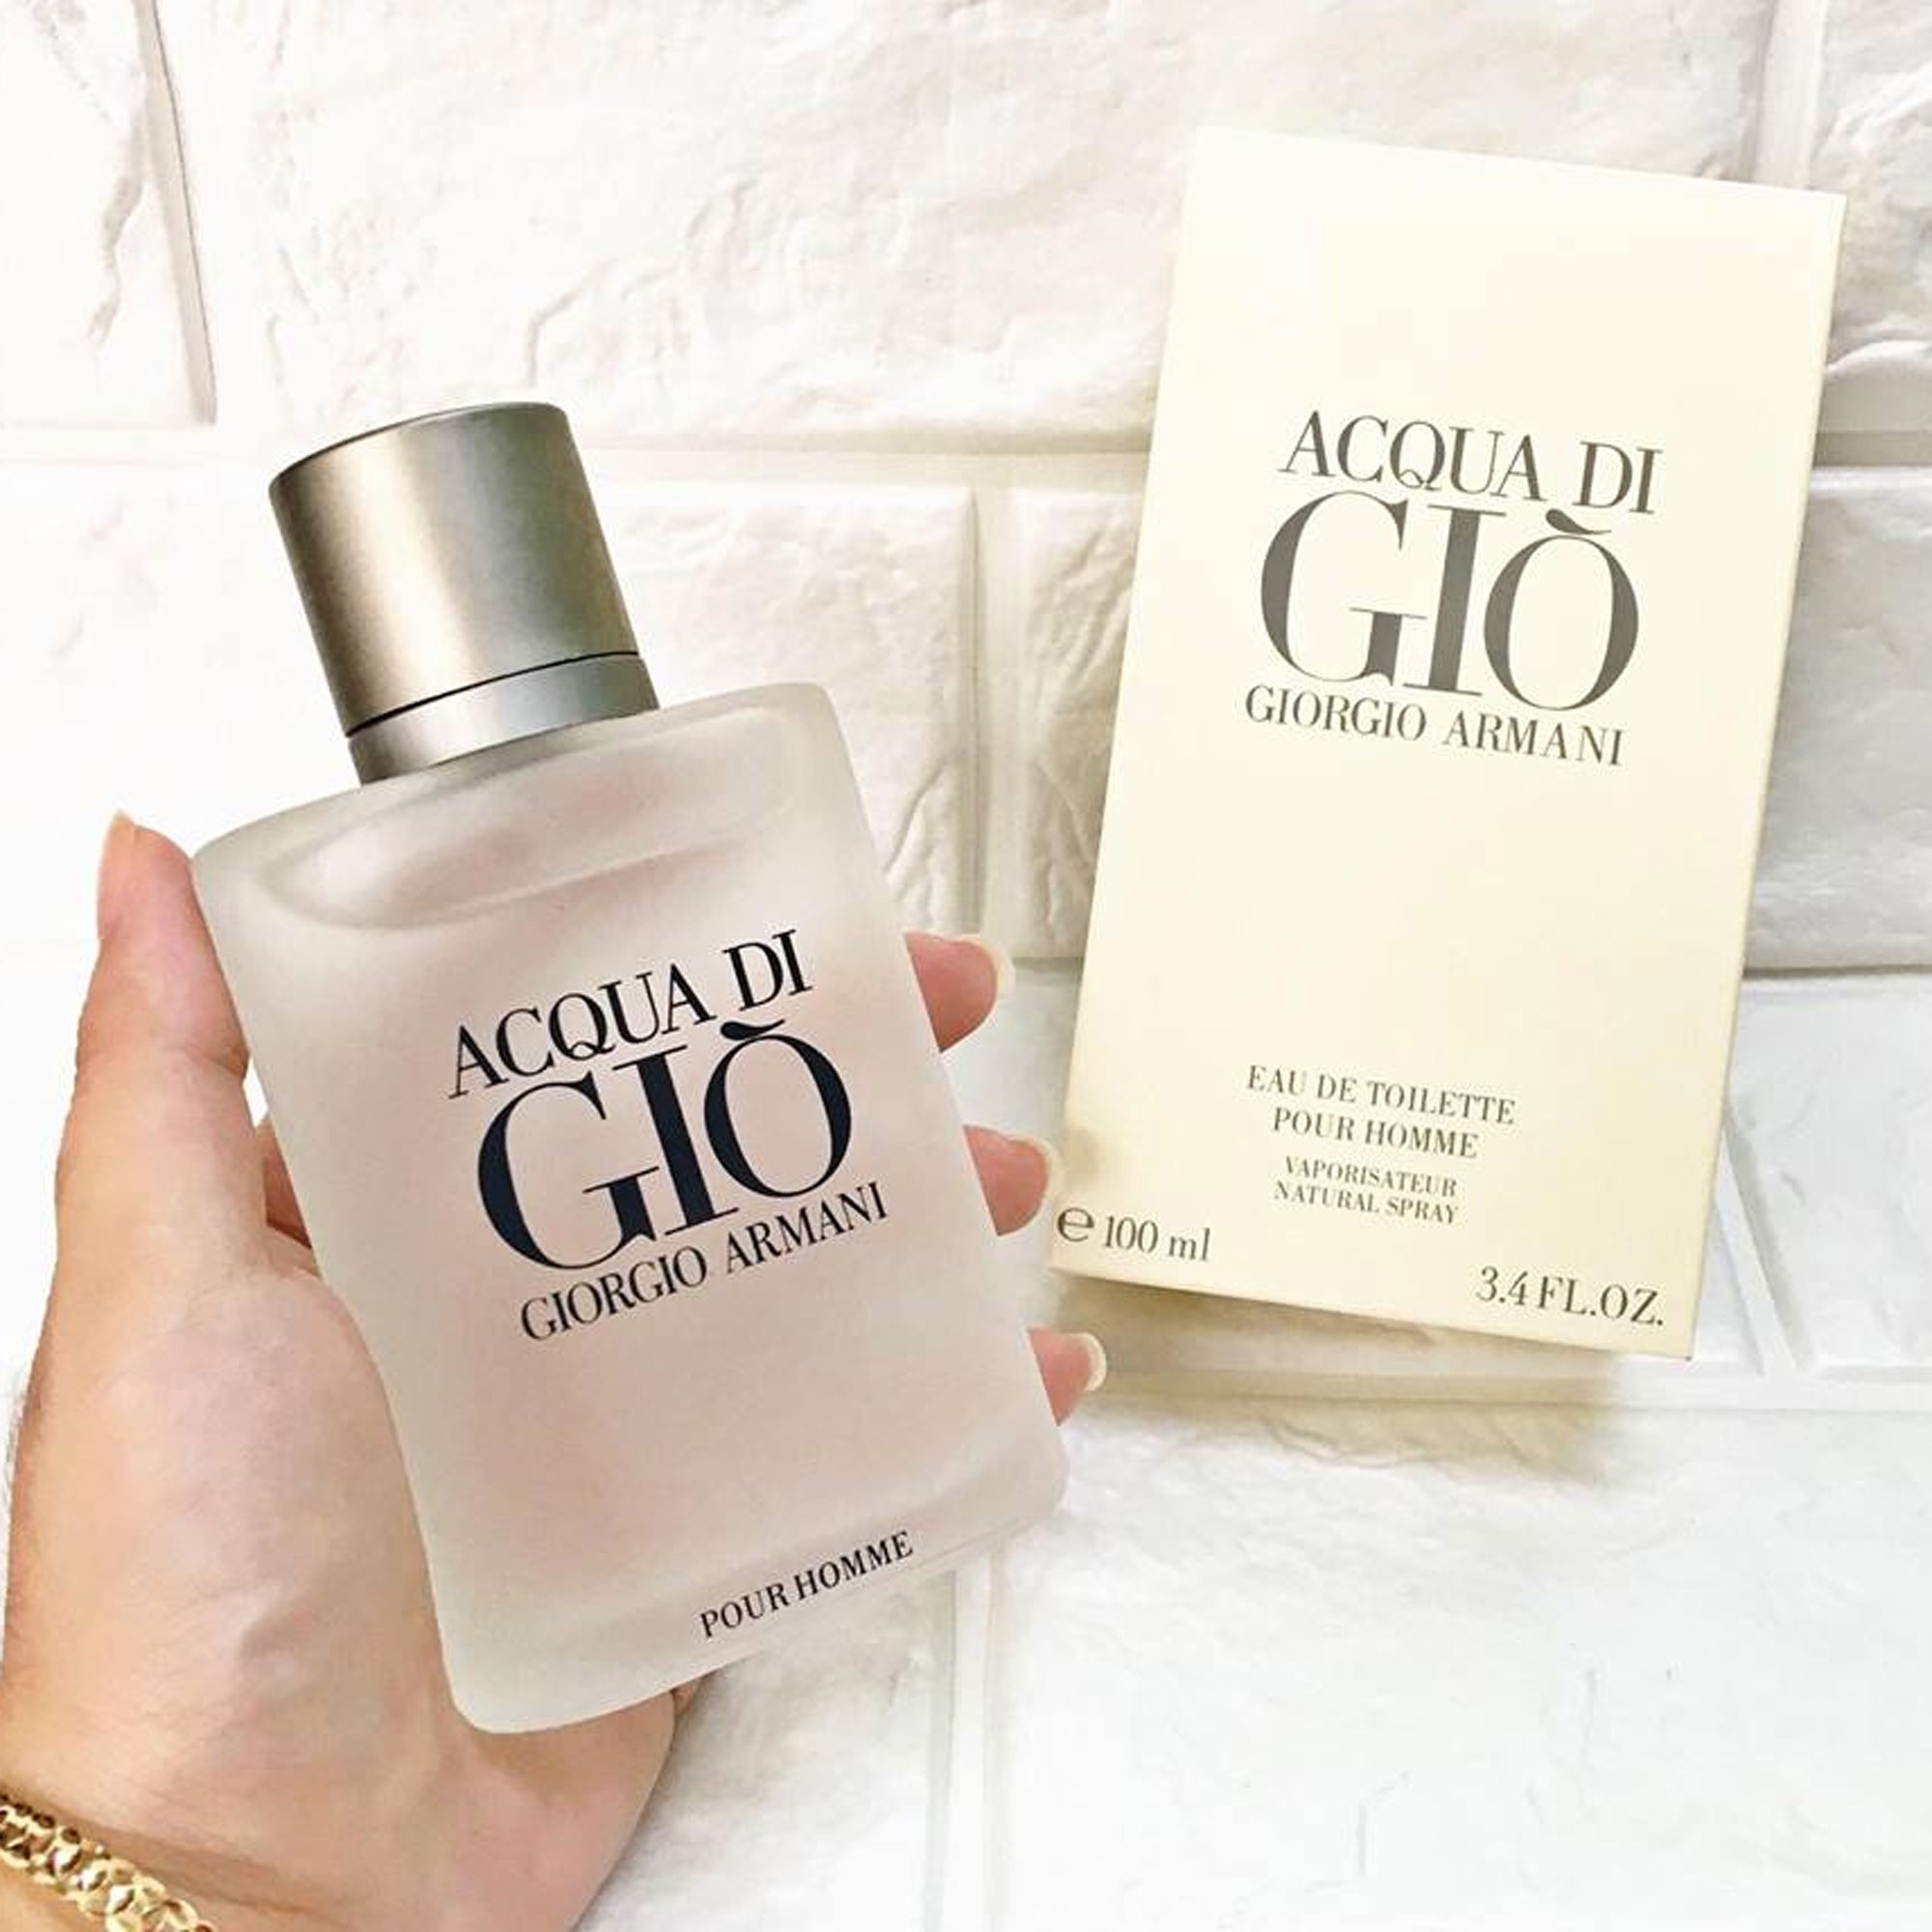 ACQUA DI
GIÒ
GIORGIO ARMANI
POUR HOMME
ACQUA DI
GIÒ
GIORGIO ARMANI
EAU DE TOILETTE
POUR HOMME
VAPORISATEUR
NATURAL SPRAY
℮ 100 ml
3.4 FL.OZ.